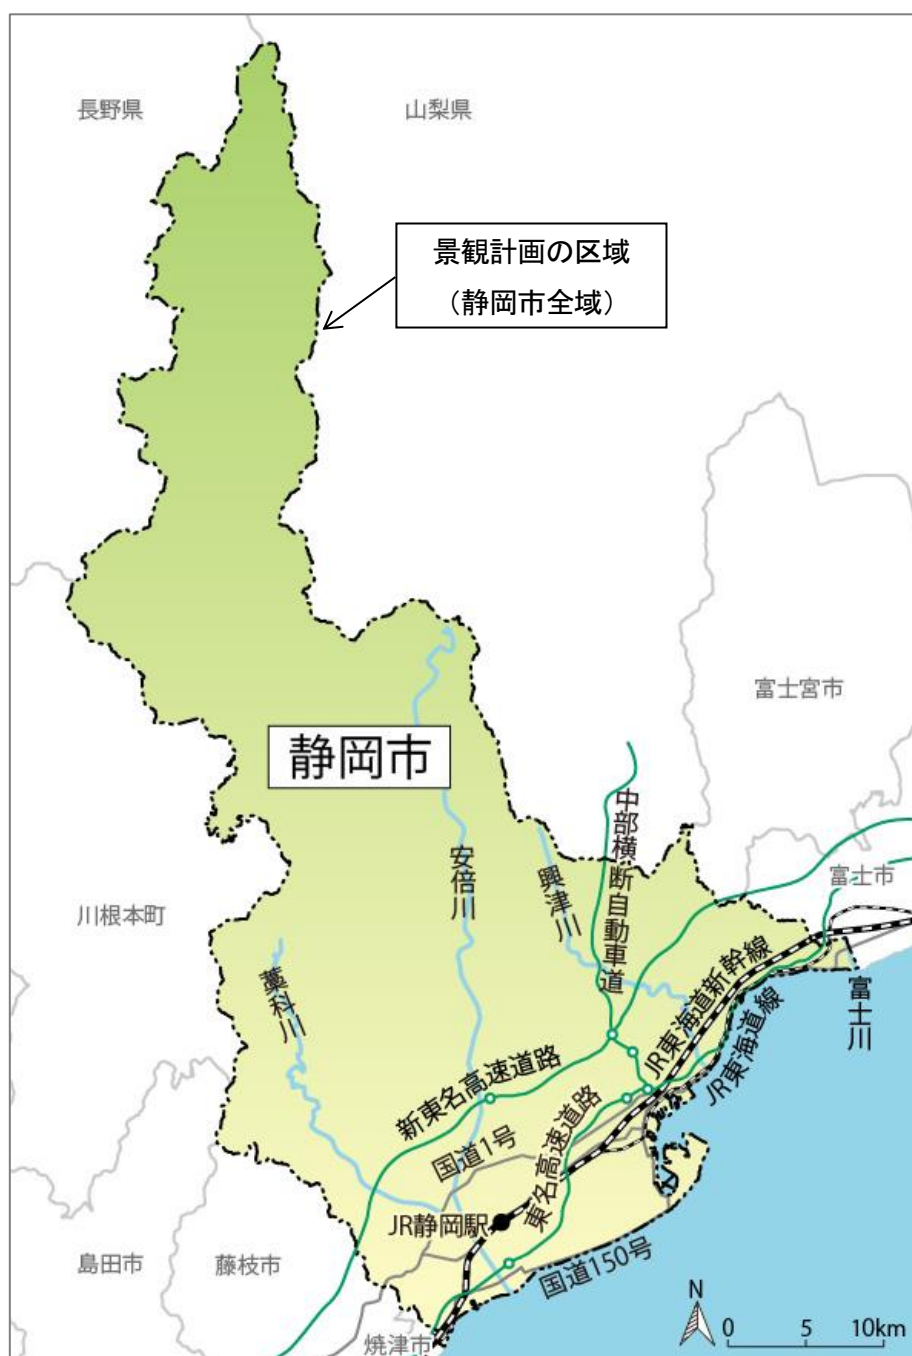 長野県
山梨県
景観計画の区域
（静岡市全域）
富士宮市
静岡市
中部横断自動車道
安倍川
興津川
富士市
川根本町
藁科川
JR東海道新幹線
富士川
JR東海道線
新東名高速道路
国道1号
東名高速道路
JR静岡駅
島田市
藤枝市
国道150号
焼津市
N
0 5 10km